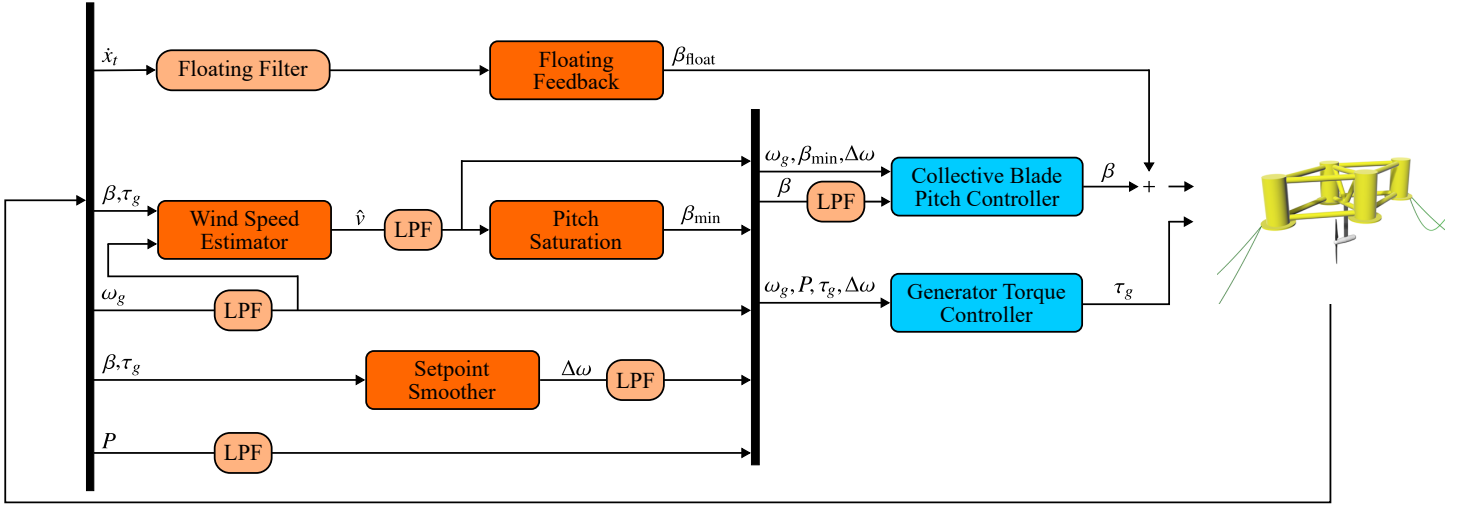 ẋₜ
Floating Filter
Floating
Feedback
β_float
β,τ_g
Wind Speed
Estimator
v̂
LPF
Pitch
Saturation
β_min
ω_g, β_min, Δω
β
LPF
Collective Blade
Pitch Controller
β
+
ω_g
LPF
ω_g, P, τ_g, Δω
Generator Torque
Controller
τ_g
β,τ_g
Setpoint
Smoother
Δω
LPF
P
LPF